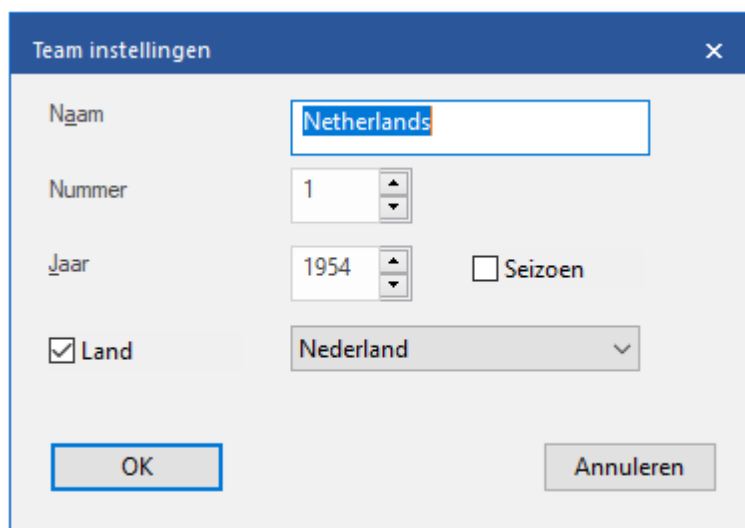 Team instellingen
Naam
Netherlands
Nummer
1
Jaar
1954
Seizoen
Land
Nederland
OK
Annuleren